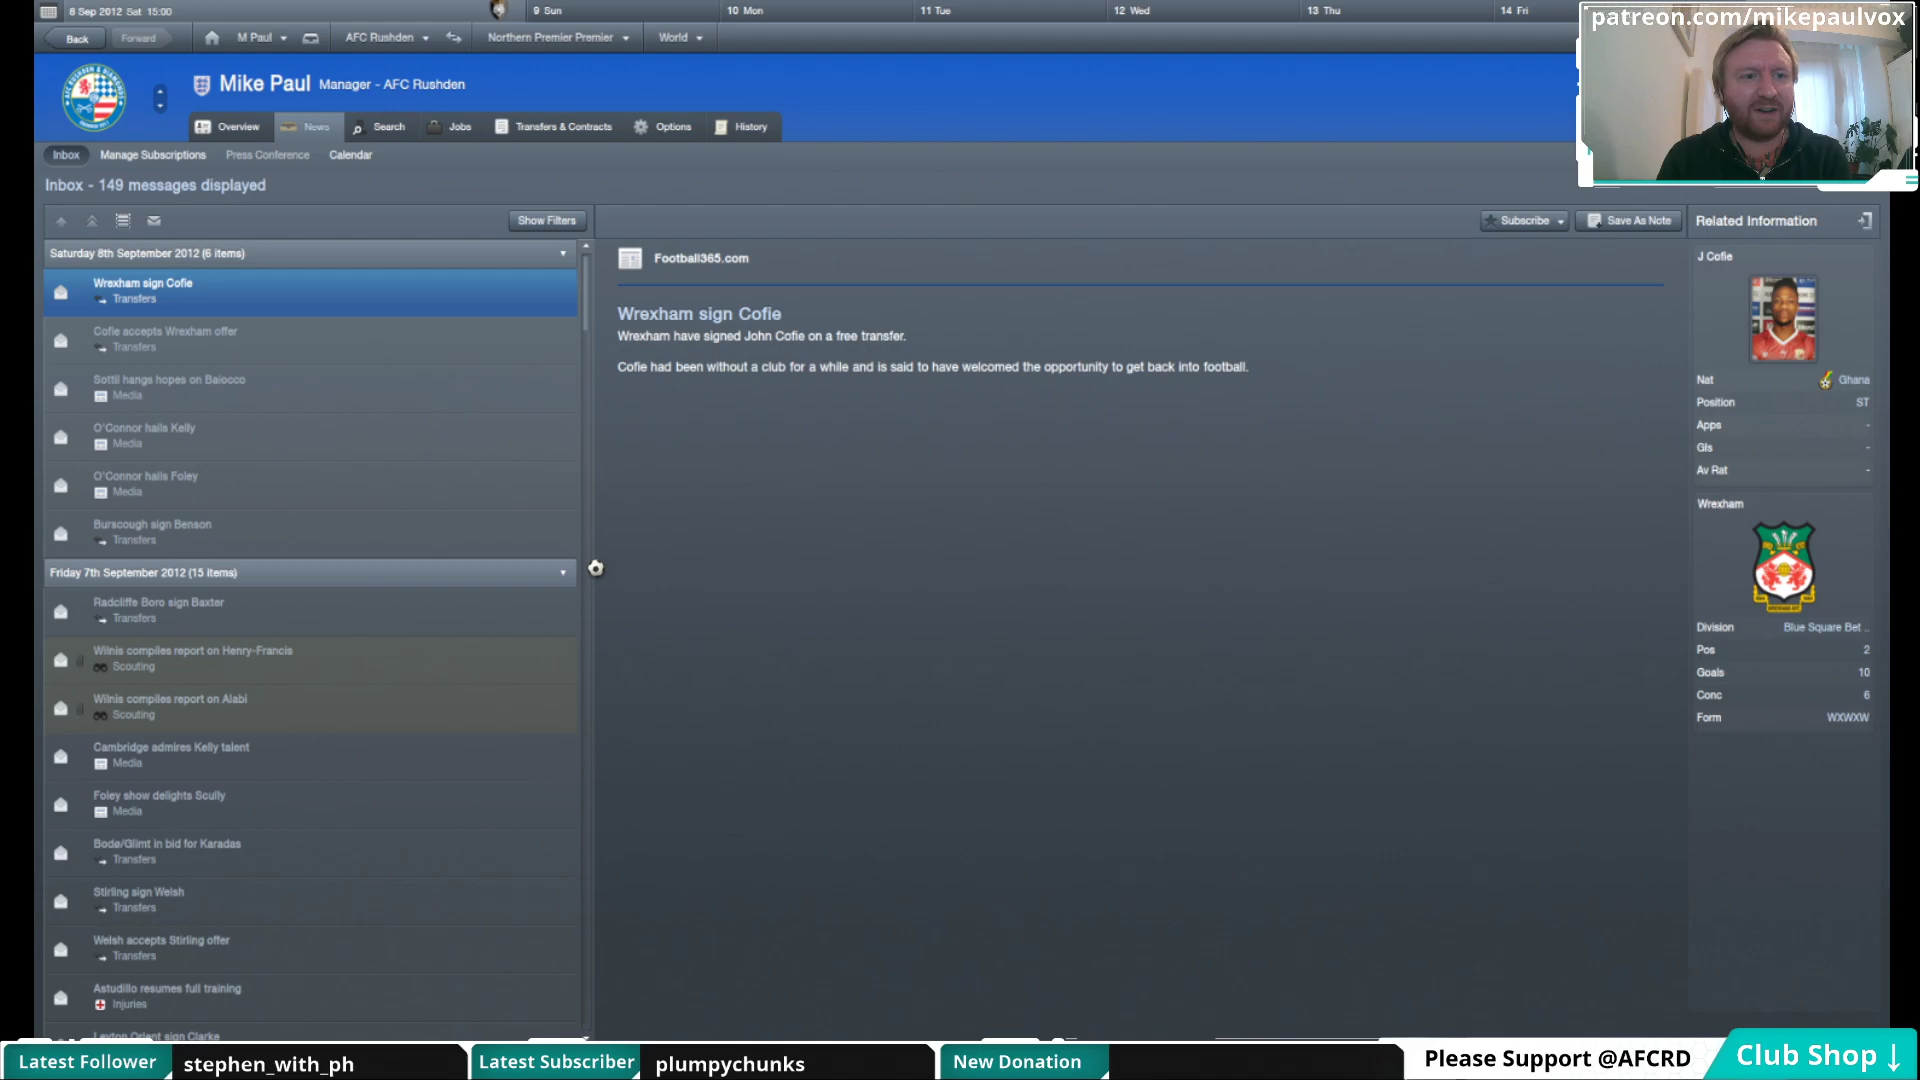 8 Sep 2012 Sat 15:00
9 Sun
10 Mon
11 Tue
12 Wed
13 Thu
14 Fri
patreon.com/mikepaulvox
Back
Forward
M Paul
AFC Rushden
Northern Premier Premier
World
Mike Paul Manager - AFC Rushden
Overview
News
Search
Jobs
Transfers & Contracts
Options
History
Inbox
Manage Subscriptions
Press Conference
Calendar
Inbox - 149 messages displayed
Show Filters
Subscribe
Save As Note
Related Information
Saturday 8th September 2012 (6 items)
Wrexham sign Cofie
Transfers
Cofie accepts Wrexham offer
Transfers
Sottil hangs hopes on Baiocco
Media
O'Connor hails Kelly
Media
O'Connor hails Foley
Media
Burscough sign Benson
Transfers
Friday 7th September 2012 (15 items)
Radcliffe Boro sign Baxter
Transfers
Wilnis compiles report on Henry-Francis
Scouting
Wilnis compiles report on Alabi
Scouting
Cambridge admires Kelly talent
Media
Foley show delights Scully
Media
Bodø/Glimt in bid for Karadas
Transfers
Stirling sign Welsh
Transfers
Welsh accepts Stirling offer
Transfers
Astudillo resumes full training
Injuries
Leyton Orient sign Clarke
Football365.com
Wrexham sign Cofie
Wrexham have signed John Cofie on a free transfer.
Cofie had been without a club for a while and is said to have welcomed the opportunity to get back into football.
J Cofie
Nat Ghana
Position ST
Apps -
Gls -
Av Rat -
Wrexham
Division Blue Square Bet ..
Pos 2
Goals 10
Conc 6
Form WXWXW
Latest Follower
stephen_with_ph
Latest Subscriber
plumpychunks
New Donation
Please Support @AFCRD
Club Shop ↓